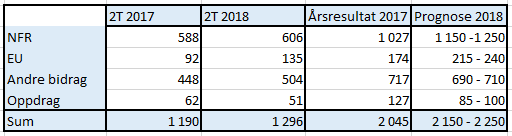 2T 2017 2T 2018 Årsresultat 2017 Prognose 2018
NFR 588 606 1 027 1 150 -1 250
EU 92 135 174 215 - 240
Andre bidrag 448 504 717 690 - 710
Oppdrag 62 51 127 85 - 100
Sum 1 190 1 296 2 045 2 150 - 2 250